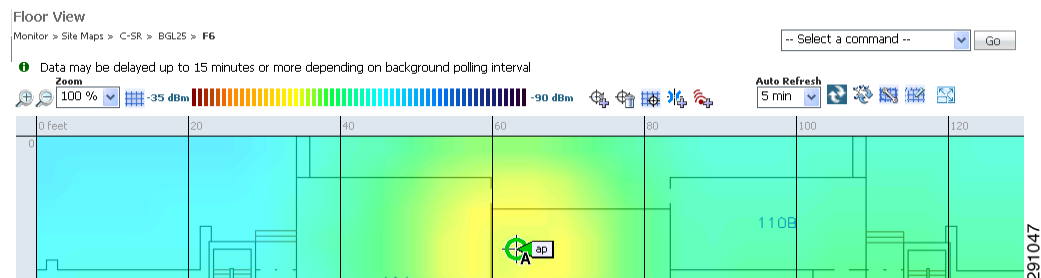 Floor View
Monitor > Site Maps > C-SR > BGL25 > F6
-- Select a command --
Go
Data may be delayed up to 15 minutes or more depending on background polling interval
Zoom
100 %
-35 dBm
-90 dBm
Auto Refresh
5 min
0 feet 20 40 60 80 100 120
0
110B
ap
A
291047